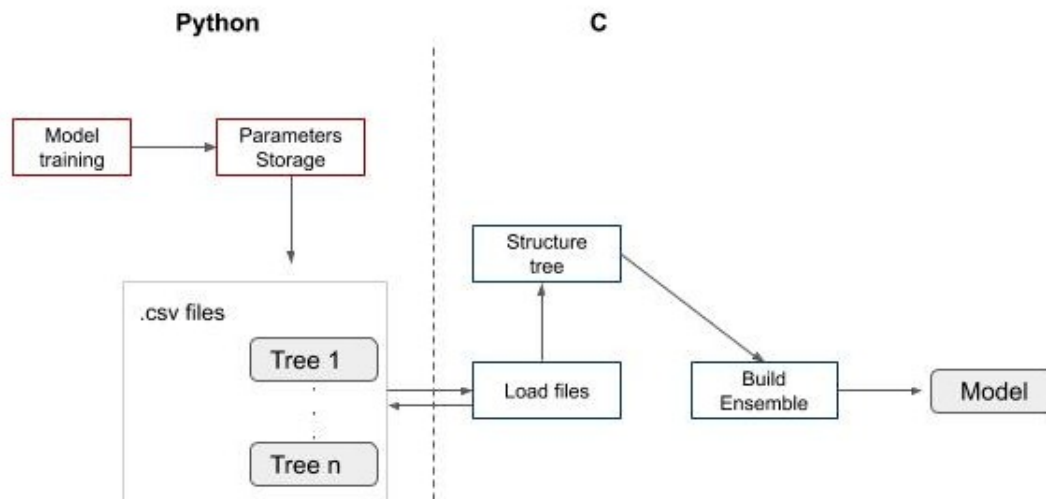 Python
C
Model
training
Parameters
Storage
Structure
tree
.csv files
Tree 1
Load files
Build
Ensemble
Model
Tree n